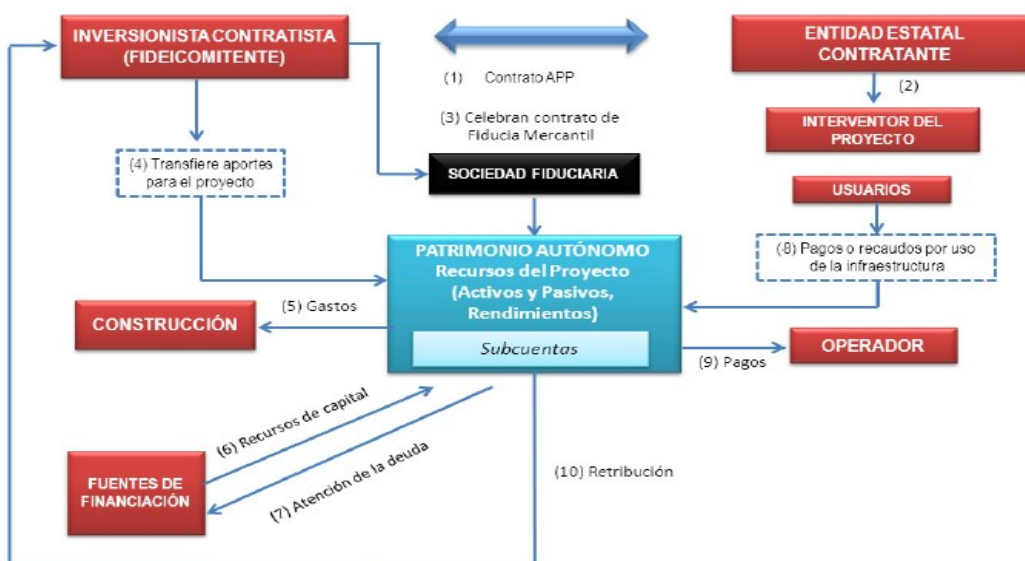 INVERSIONISTA CONTRATISTA
(FIDEICOMITENTE)
ENTIDAD ESTATAL
CONTRATANTE
(1) Contrato APP
(2)
(3) Celebran contrato de
Fiducia Mercantil
INTERVENTOR DEL
PROYECTO
(4) Transfiere aportes
para el proyecto
SOCIEDAD FIDUCIARIA
USUARIOS
PATRIMONIO AUTÓNOMO
Recursos del Proyecto
(Activos y Pasivos,
Rendimientos)
Subcuentas
(8) Pagos o recaudos por uso
de la infraestructura
(5) Gastos
CONSTRUCCIÓN
(9) Pagos
OPERADOR
(6) Recursos de capital
(7) Atención de la deuda
FUENTES DE
FINANCIACIÓN
(10) Retribución